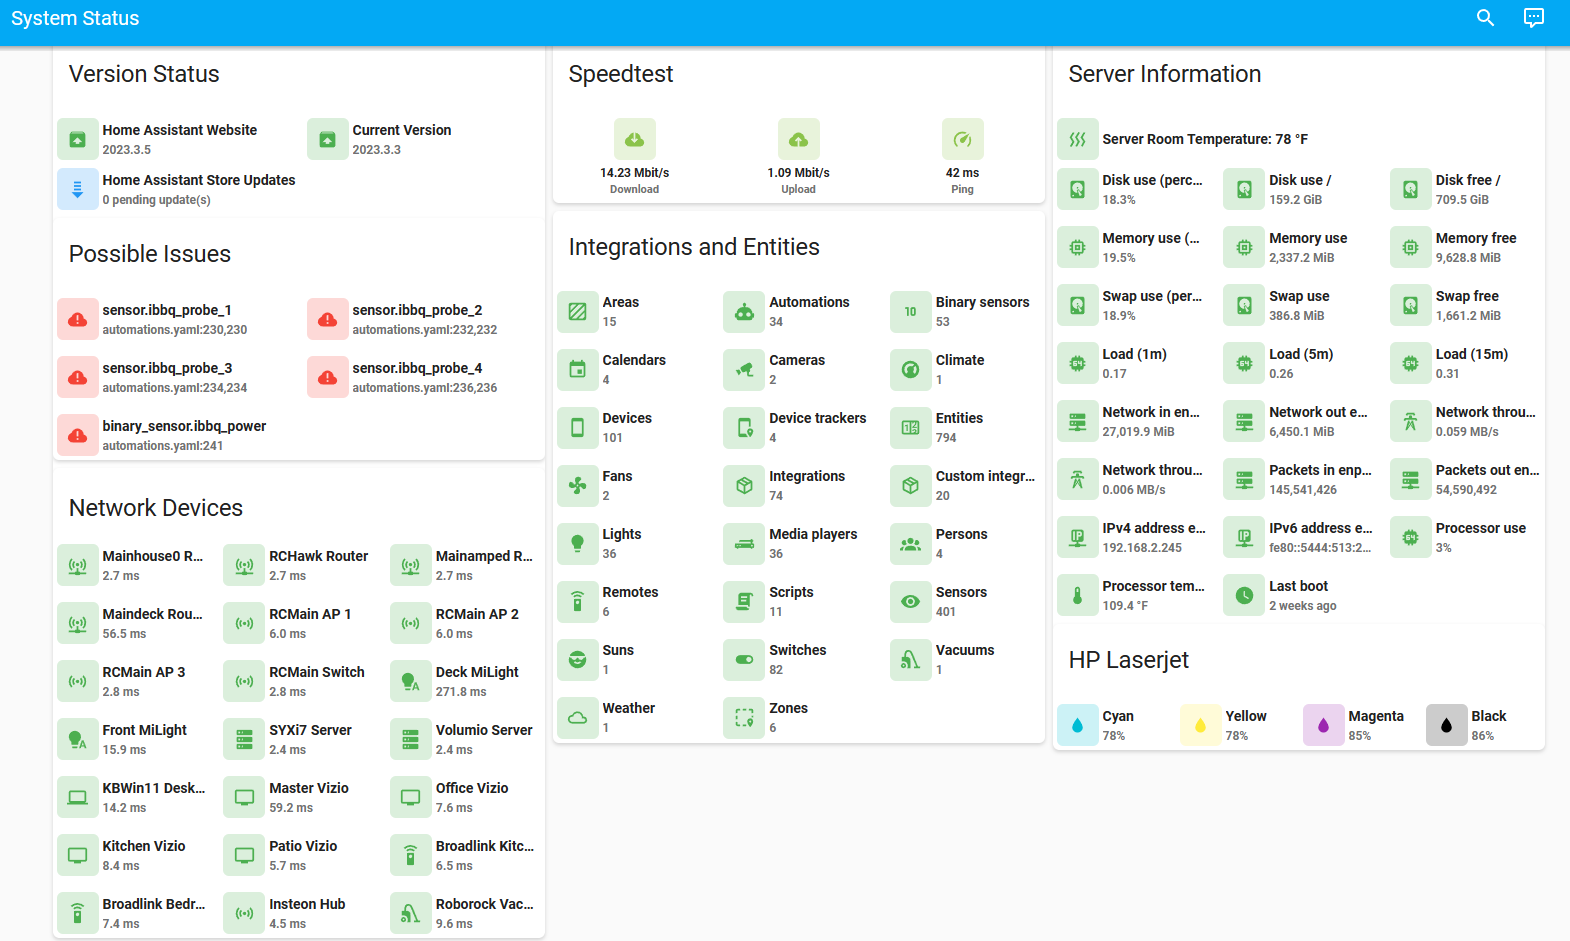 System Status
Version Status
Home Assistant Website
2023.3.5
Current Version
2023.3.3
Home Assistant Store Updates
0 pending update(s)
Possible Issues
sensor.ibbq_probe_1
automations.yaml:230,230
sensor.ibbq_probe_2
automations.yaml:232,232
sensor.ibbq_probe_3
automations.yaml:234,234
sensor.ibbq_probe_4
automations.yaml:236,236
binary_sensor.ibbq_power
automations.yaml:241
Network Devices
Mainhouse0 R...
2.7 ms
RCHawk Router
2.7 ms
Mainamped R...
2.7 ms
Maindeck Rou...
56.5 ms
RCMain AP 1
6.0 ms
RCMain AP 2
6.0 ms
RCMain AP 3
2.8 ms
RCMain Switch
2.8 ms
Deck MiLight
271.8 ms
Front MiLight
15.9 ms
SYXi7 Server
2.4 ms
Volumio Server
2.4 ms
KBWin11 Desk...
14.2 ms
Master Vizio
59.2 ms
Office Vizio
7.6 ms
Kitchen Vizio
8.4 ms
Patio Vizio
5.7 ms
Broadlink Kitc...
6.5 ms
Broadlink Bedr...
7.4 ms
Insteon Hub
4.5 ms
Roborock Vac...
9.6 ms
Speedtest
14.23 Mbit/s
Download
1.09 Mbit/s
Upload
42 ms
Ping
Integrations and Entities
Areas
15
Automations
34
Binary sensors
53
Calendars
4
Cameras
2
Climate
1
Devices
101
Device trackers
4
Entities
794
Fans
2
Integrations
74
Custom integr...
20
Lights
36
Media players
36
Persons
4
Remotes
6
Scripts
11
Sensors
401
Suns
1
Switches
82
Vacuums
1
Weather
1
Zones
6
Server Information
Server Room Temperature: 78 °F
Disk use (perc...
18.3%
Disk use /
159.2 GiB
Disk free /
709.5 GiB
Memory use (...
19.5%
Memory use
2,337.2 MiB
Memory free
9,628.8 MiB
Swap use (per...
18.9%
Swap use
386.8 MiB
Swap free
1,661.2 MiB
Load (1m)
0.17
Load (5m)
0.26
Load (15m)
0.31
Network in en...
27,019.9 MiB
Network out e...
6,450.1 MiB
Network throu...
0.059 MB/s
Network throu...
0.006 MB/s
Packets in enp...
145,541,426
Packets out en...
54,590,492
IPv4 address e...
192.168.2.245
IPv6 address e...
fe80::5444:513:2...
Processor use
3%
Processor tem...
109.4 °F
Last boot
2 weeks ago
HP Laserjet
Cyan
78%
Yellow
78%
Magenta
85%
Black
86%